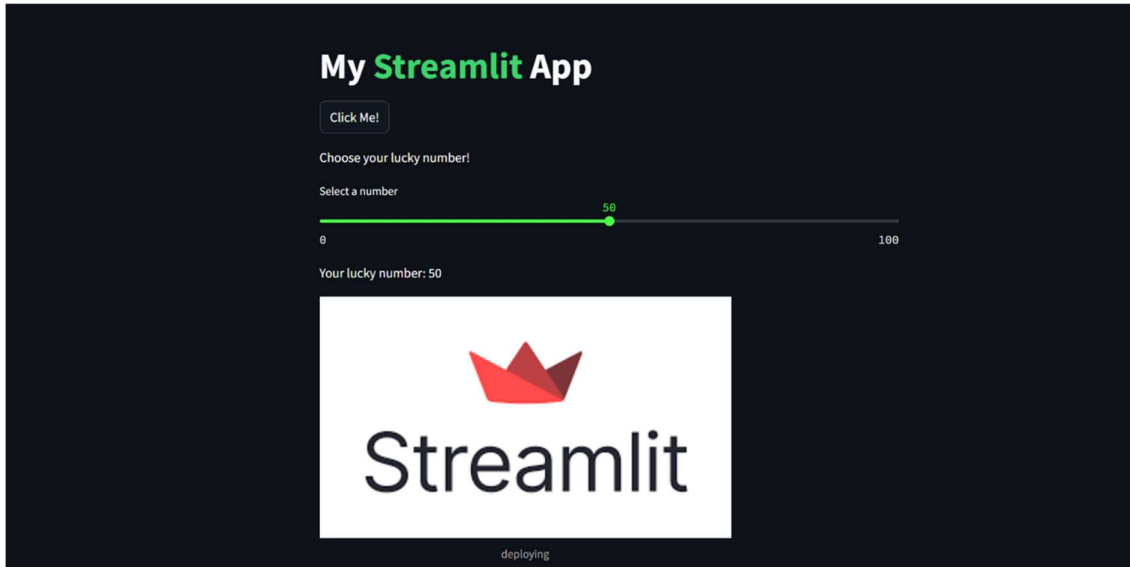 My Streamlit App
Click Me!
Choose your lucky number!
Select a number
50
0 100
Your lucky number: 50
Streamlit
deploying